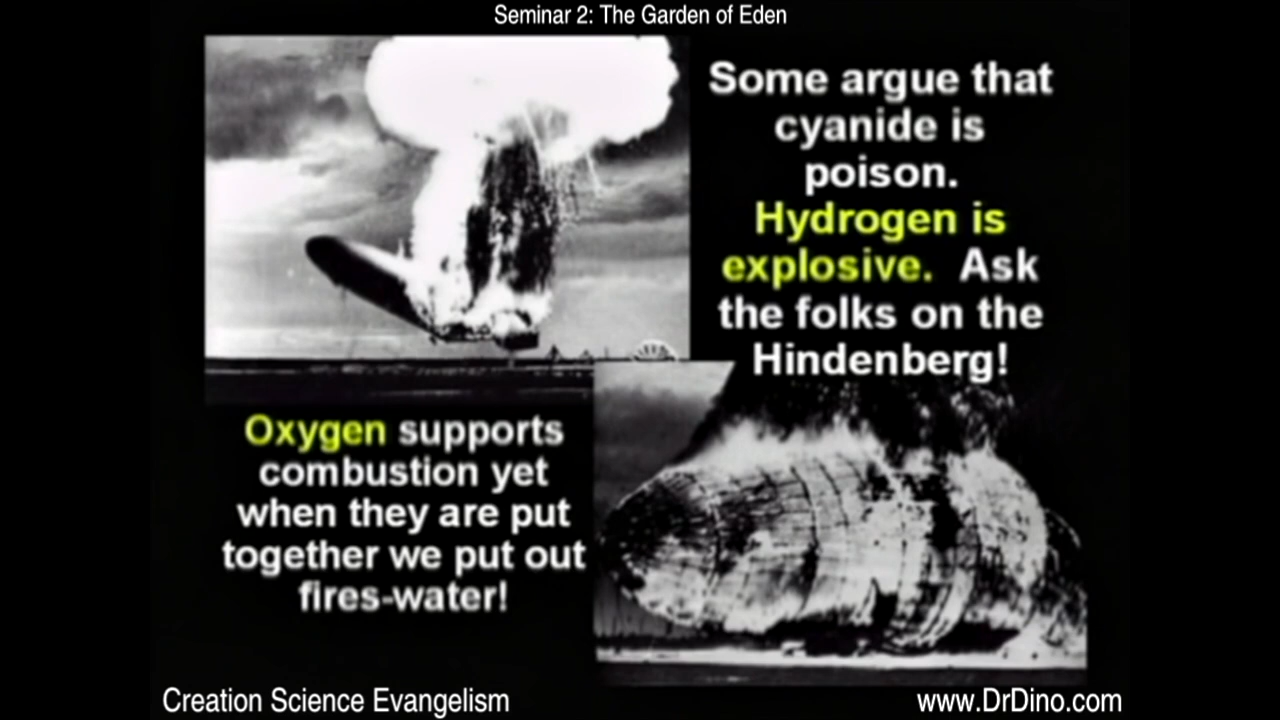 Seminar 2: The Garden of Eden
Some argue that
cyanide is
poison.
Hydrogen is
explosive. Ask
the folks on the
Hindenberg!
Oxygen supports
combustion yet
when they are put
together we put out
fires-water!
Creation Science Evangelism
www.DrDino.com